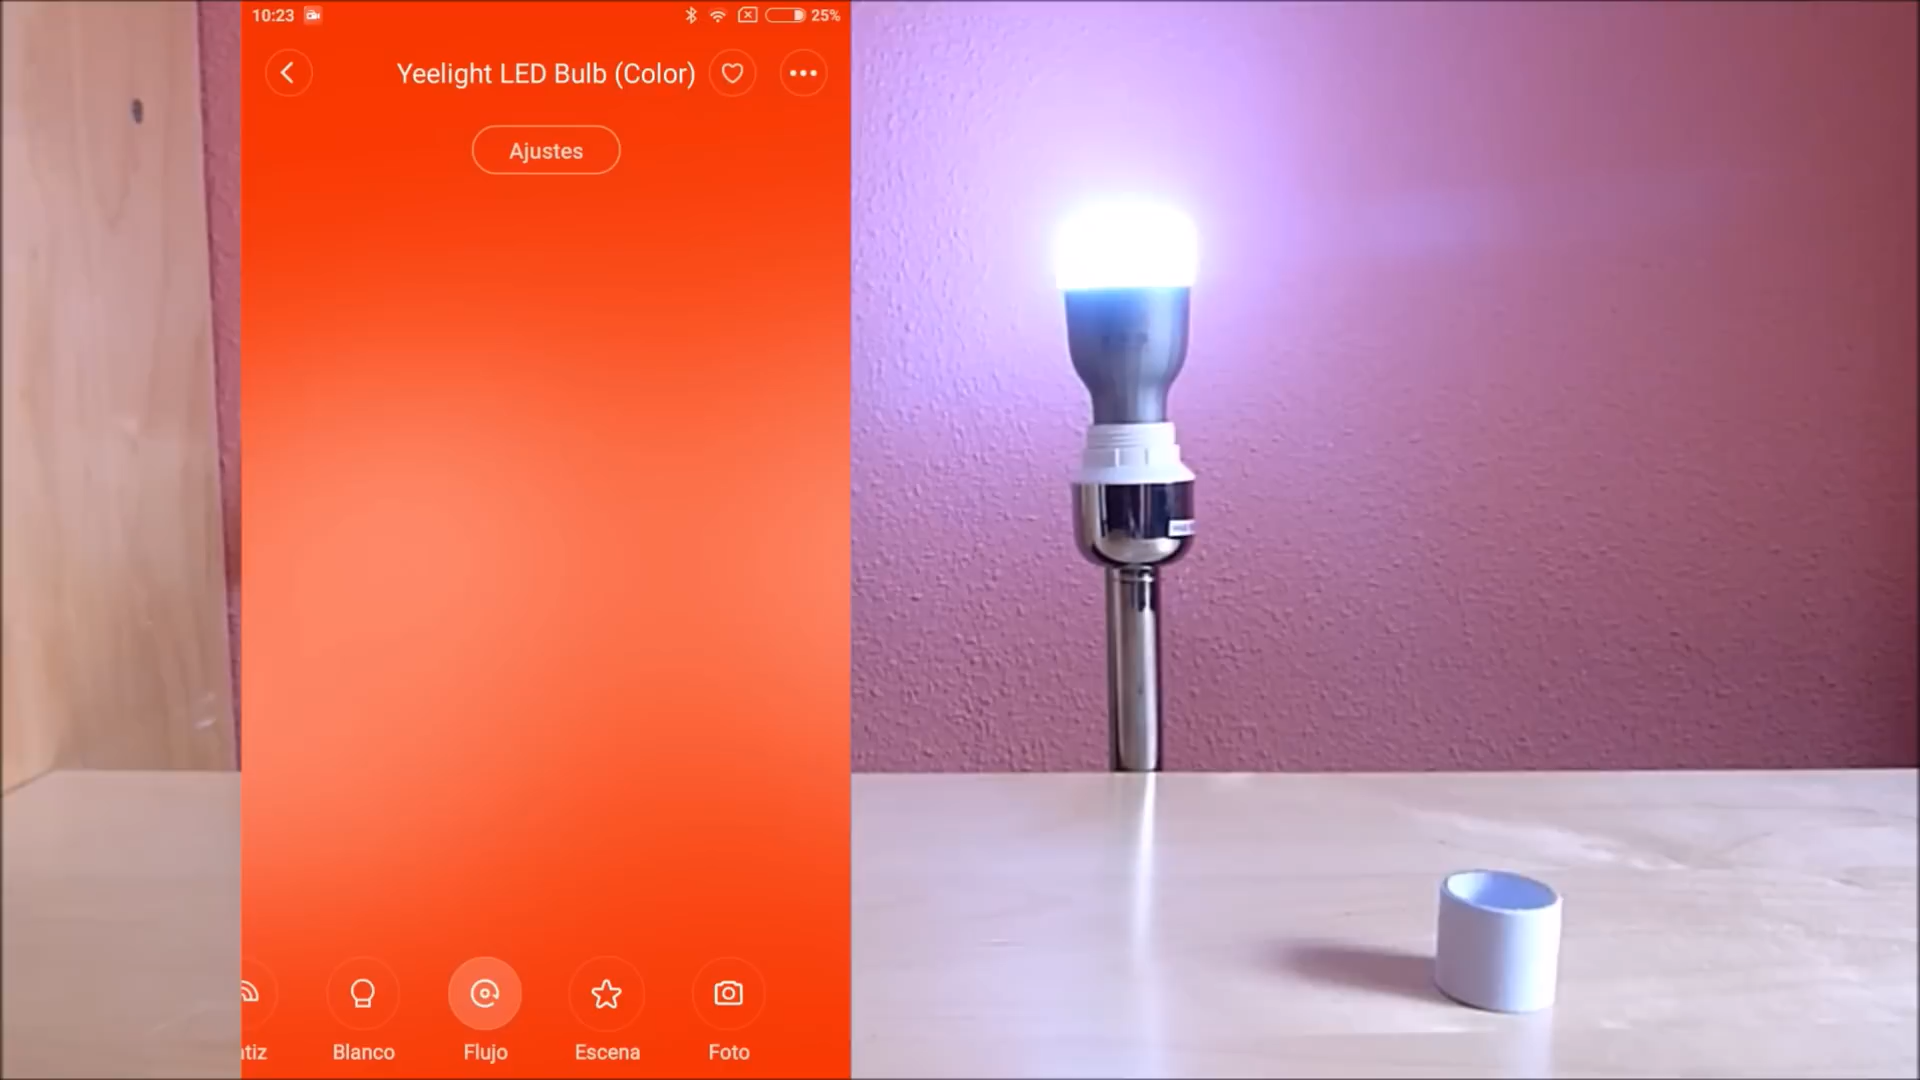 10:23
25%
Yeelight LED Bulb (Color)
Ajustes
tiz
Blanco
Flujo
Escena
Foto